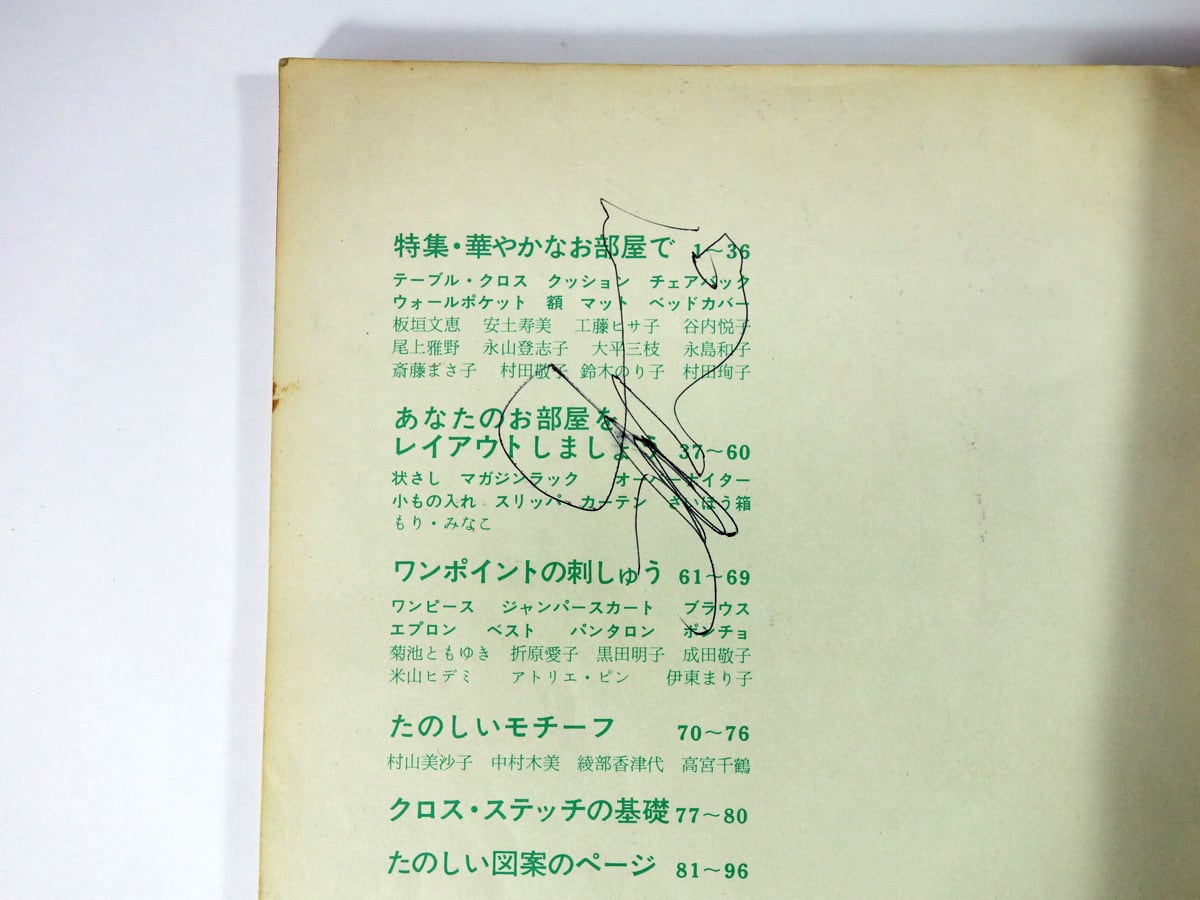 特集・華やかなお部屋で 1～36
テーブル・クロス クッション チェアバック
ウォールポケット 額 マット ベッドカバー
板垣文恵 安土寿美 工藤ヒサ子 谷内悦子
尾上雅野 永山登志子 大平三枝 永島和子
斎藤まさ子 村田敬子 鈴木のり子 村田珣子
あなたのお部屋を
レイアウトしましょう 37～60
状さし マガジンラック オーバーナイター
小もの入れ スリッパ カーテン さいほう箱
もり・みなこ
ワンポイントの刺しゅう 61～69
ワンピース ジャンパースカート ブラウス
エプロン ベスト パンタロン ポンチョ
菊池ともゆき 折原愛子 黒田明子 成田敬子
米山ヒデミ アトリエ・ピン 伊東まり子
たのしいモチーフ 70～76
村山美沙子 中村木美 綾部香津代 高宮千鶴
クロス・ステッチの基礎 77～80
たのしい図案のページ 81～96